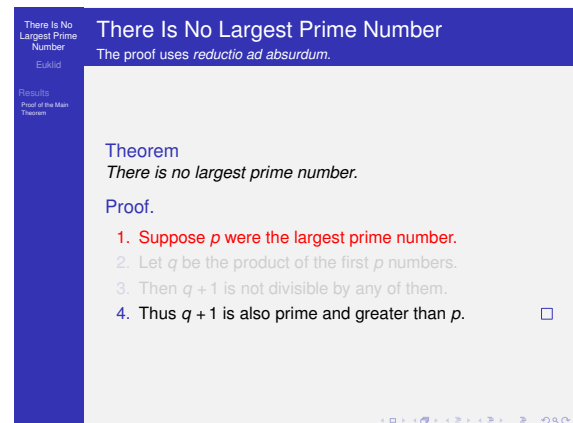 There Is No
Largest Prime
Number
Euklid
Results
Proof of the Main
Theorem
There Is No Largest Prime Number
The proof uses reductio ad absurdum.
Theorem
There is no largest prime number.
Proof.
1. Suppose p were the largest prime number.
2. Let q be the product of the first p numbers.
3. Then q + 1 is not divisible by any of them.
4. Thus q + 1 is also prime and greater than p.